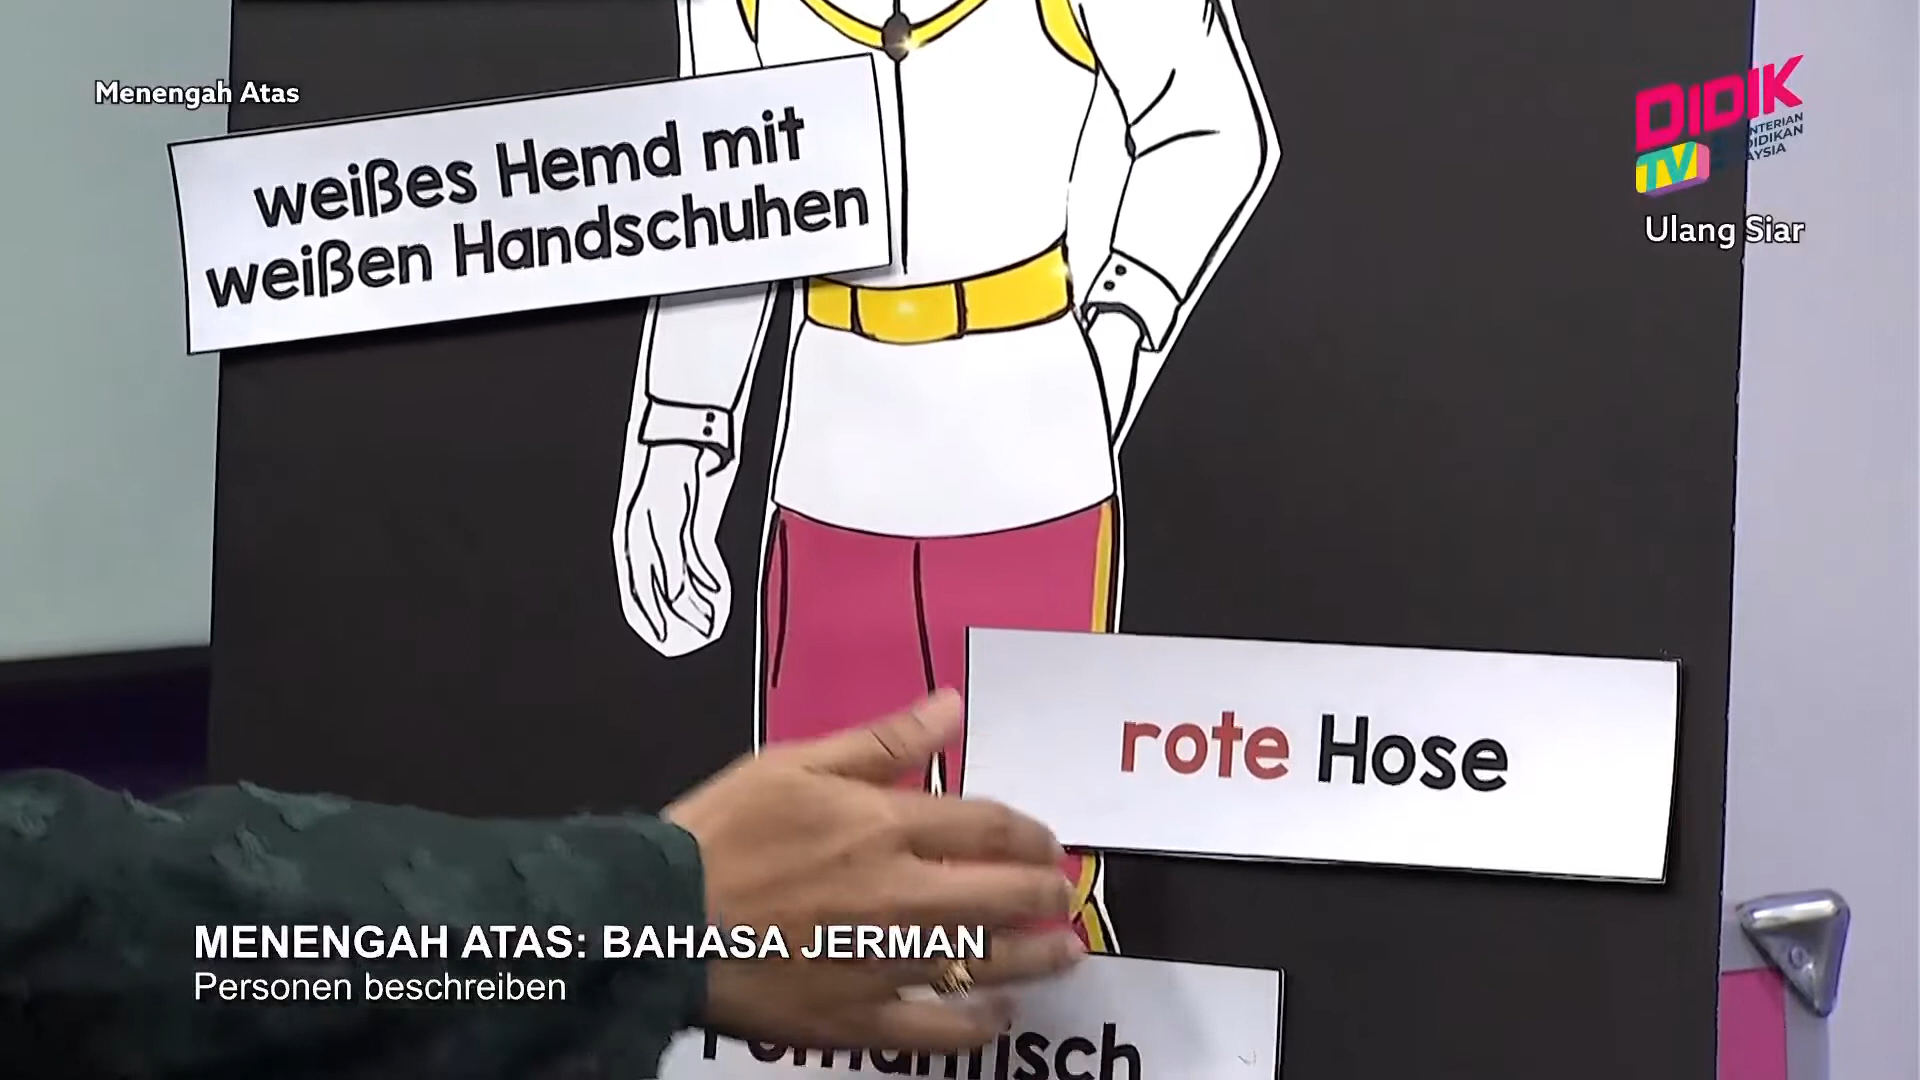 Menengah Atas
weißes Hemd mit
weißen Handschuhen
DIDIK
TV
Ulang Siar
rote Hose
MENENGAH ATAS: BAHASA JERMAN
Personen beschreiben